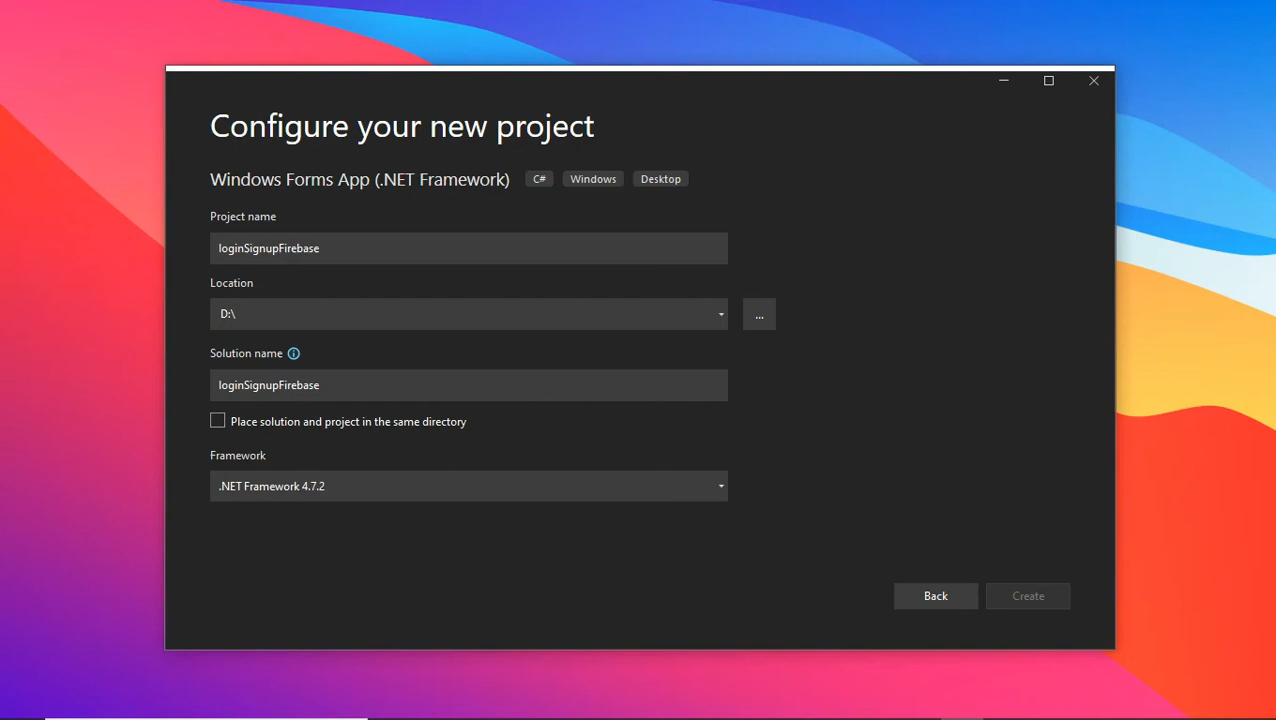 Configure your new project
Windows Forms App (.NET Framework) C# Windows Desktop
Project name
loginSignupFirebase
Location
D:\
...
Solution name
loginSignupFirebase
Place solution and project in the same directory
Framework
.NET Framework 4.7.2
Back Create